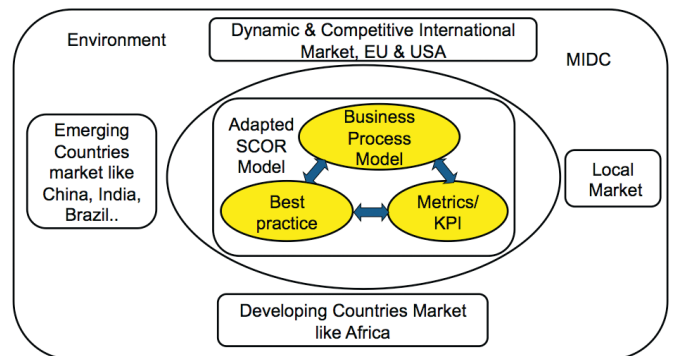 Environment
Dynamic & Competitive International
Market, EU & USA
MIDC
Emerging
Countries
market like
China, India,
Brazil..
Adapted
SCOR
Model
Business
Process
Model
Best
practice
Metrics/
KPI
Local
Market
Developing Countries Market
like Africa